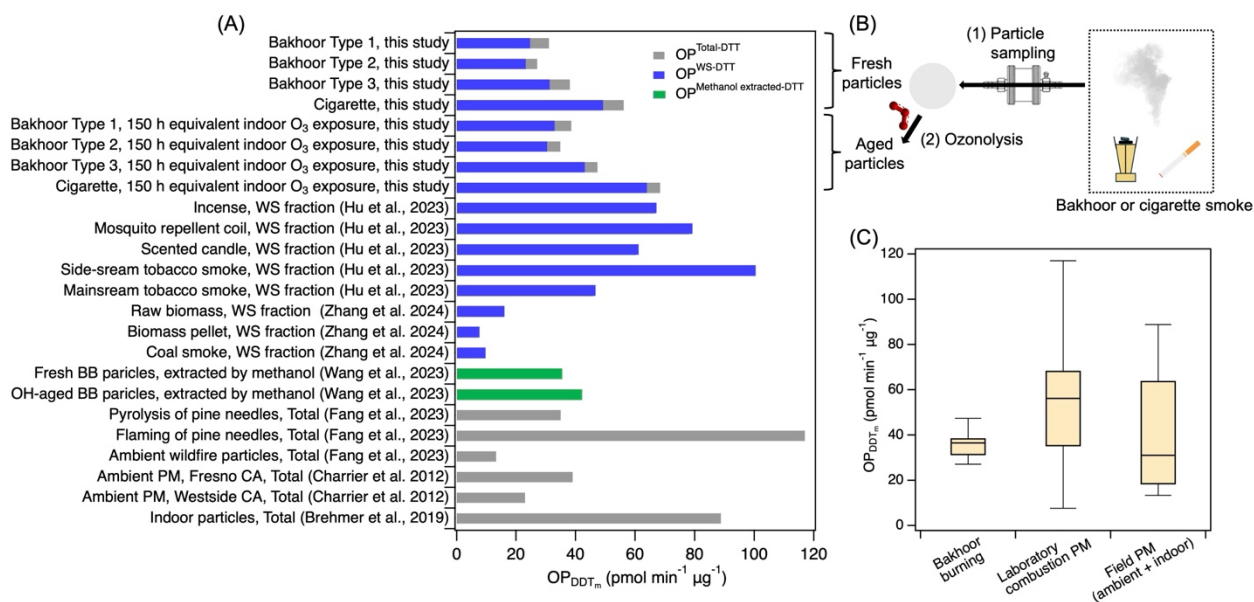 (A)
Bakhoor Type 1, this study
Bakhoor Type 2, this study
Bakhoor Type 3, this study
Cigarette, this study
Bakhoor Type 1, 150 h equivalent indoor O3 exposure, this study
Bakhoor Type 2, 150 h equivalent indoor O3 exposure, this study
Bakhoor Type 3, 150 h equivalent indoor O3 exposure, this study
Cigarette, 150 h equivalent indoor O3 exposure, this study
Incense, WS fraction (Hu et al., 2023)
Mosquito repellent coil, WS fraction (Hu et al., 2023)
Scented candle, WS fraction (Hu et al., 2023)
Side-sream tobacco smoke, WS fraction (Hu et al., 2023)
Mainsream tobacco smoke, WS fraction (Hu et al., 2023)
Raw biomass, WS fraction (Zhang et al. 2024)
Biomass pellet, WS fraction (Zhang et al. 2024)
Coal smoke, WS fraction (Zhang et al. 2024)
Fresh BB paricles, extracted by methanol (Wang et al., 2023)
OH-aged BB paricles, extracted by methanol (Wang et al., 2023)
Pyrolysis of pine needles, Total (Fang et al., 2023)
Flaming of pine needles, Total (Fang et al., 2023)
Ambient wildfire particles, Total (Fang et al., 2023)
Ambient PM, Fresno CA, Total (Charrier et al. 2012)
Ambient PM, Westside CA, Total (Charrier et al. 2012)
Indoor particles, Total (Brehmer et al., 2019)
OP Total-DTT
OP WS-DTT
OP Methanol extracted-DTT
0 20 40 60 80 100 120
OP DDTm (pmol min⁻¹ µg⁻¹)
Fresh
particles
Aged
particles
(B)
(1) Particle
sampling
(2) Ozonolysis
Bakhoor or cigarette smoke
(C)
120
100
80
60
40
20
0
OP DDTm (pmol min⁻¹ µg⁻¹)
Bakhoor
burning
Laboratory
combustion PM
Field PM
(ambient + indoor)